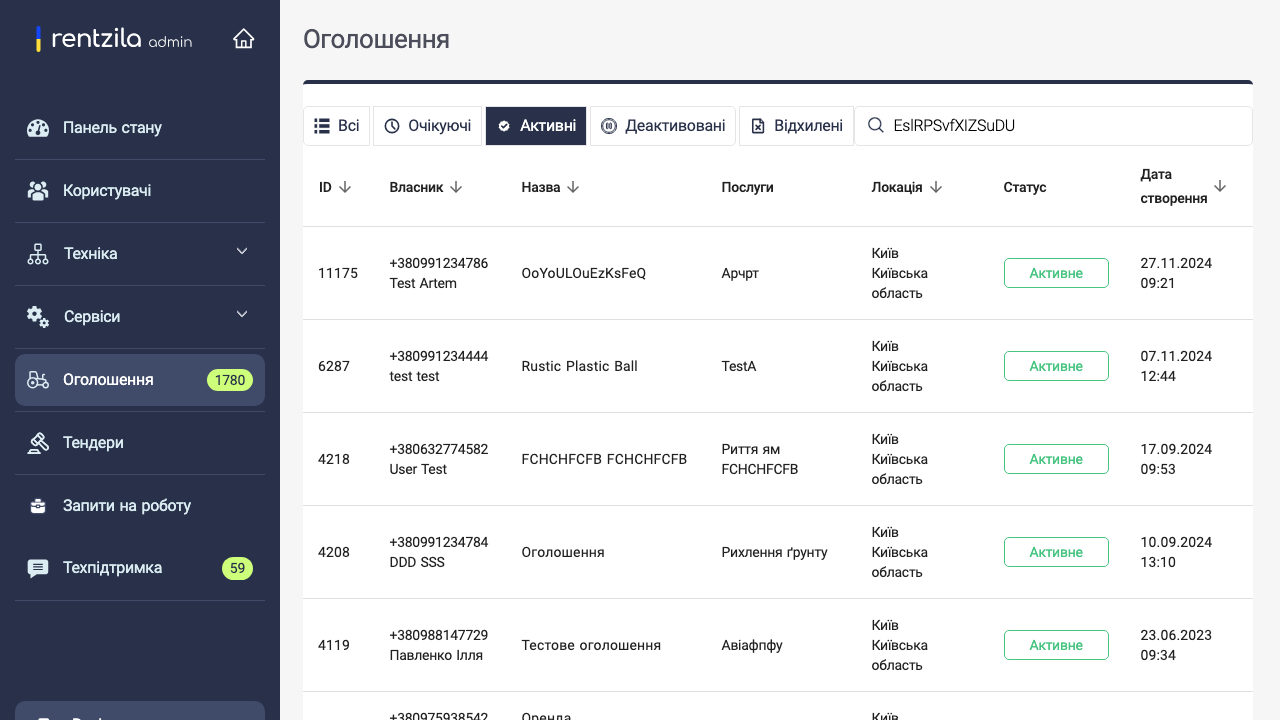 rentzila admin
Панель стану
Користувачі
Техніка
Сервіси
Оголошення 1780
Тендери
Запити на роботу
Техпідтримка 59
Оголошення
Всі Очікуючі Активні Деактивовані Відхилені EslRPSvfXIZSuDU
ID Власник Назва Послуги Локація Статус Дата створення
11175 +380991234786 Test Artem OoYoULOuEzKsFeQ Арчрт Київ Київська область Активне 27.11.2024 09:21
6287 +380991234444 test test Rustic Plastic Ball TestA Київ Київська область Активне 07.11.2024 12:44
4218 +380632774582 User Test FCHCHFCFB FCHCHFCFB Риття ям FCHCHFCFB Київ Київська область Активне 17.09.2024 09:53
4208 +380991234784 DDD SSS Оголошення Рихлення ґрунту Київ Київська область Активне 10.09.2024 13:10
4119 +380988147729 Павленко Ілля Тестове оголошення Авіафпфу Київ Київська область Активне 23.06.2023 09:34
+380975938542 Оренда Київ